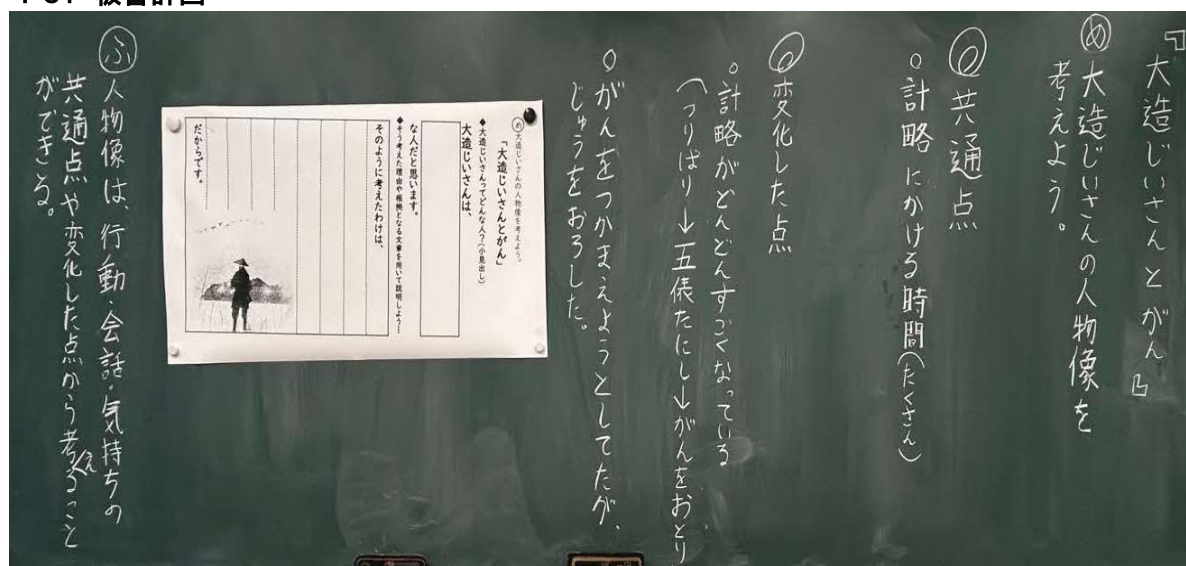 『大造じいさんとがん』
め 大造じいさんの人物像を
考えよう。
共通点
○計略にかける時間(たくさん)
変化した点
○計略がどんどんすごくなっている
(つりばり→五俵たにし→がんをおとり
○がんをつかまえようとしてたが、
じゅうをおろした。
め大造じいさんの人物像を考えよう。
「大造じいさんとがん」
◆大造じいさんってどんな人?(小見出し)
大造じいさんは、
な人だと思います。
◆そう考えた理由や根拠となる文章を用いて説明しよう!
そのように考えたわけは、
だからです。
ふ 人物像は、行動・会話・気持ちの
共通点や変化した点から考えること
ができる。